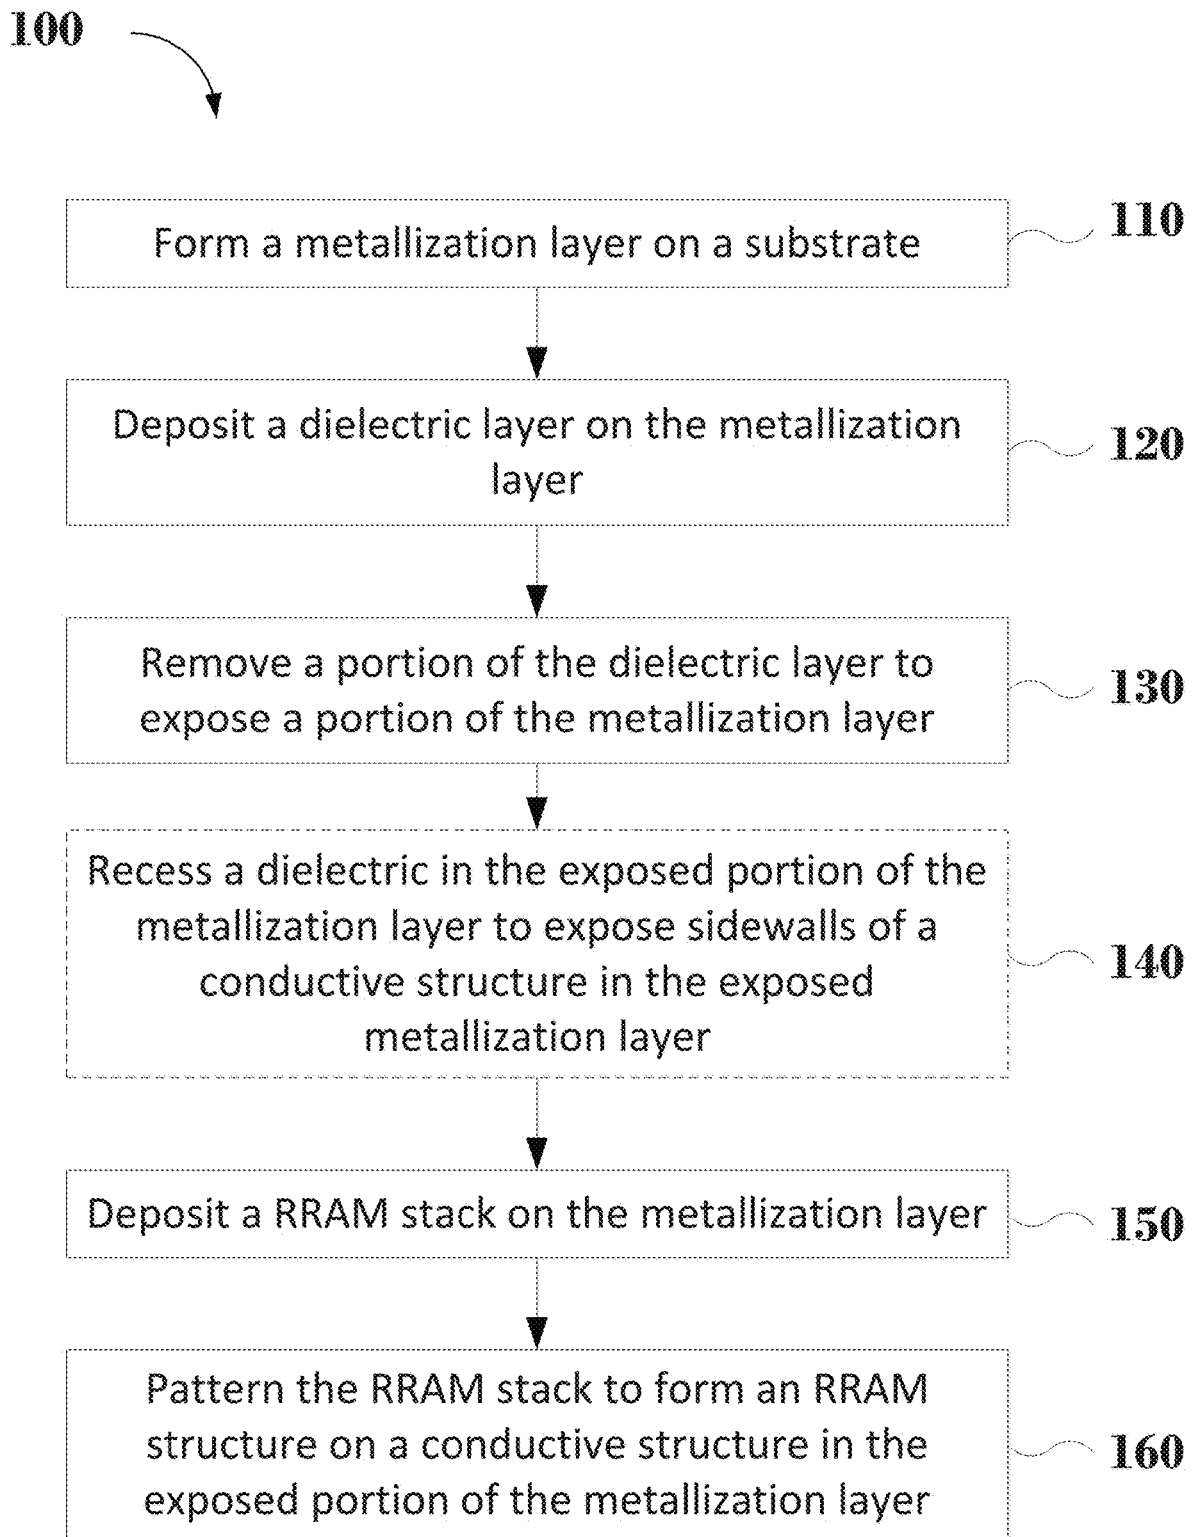 100
Form a metallization layer on a substrate
110
Deposit a dielectric layer on the metallization
layer
120
Remove a portion of the dielectric layer to
expose a portion of the metallization layer
130
Recess a dielectric in the exposed portion of the
metallization layer to expose sidewalls of a
conductive structure in the exposed
metallization layer
140
Deposit a RRAM stack on the metallization layer
150
Pattern the RRAM stack to form an RRAM
structure on a conductive structure in the
exposed portion of the metallization layer
160